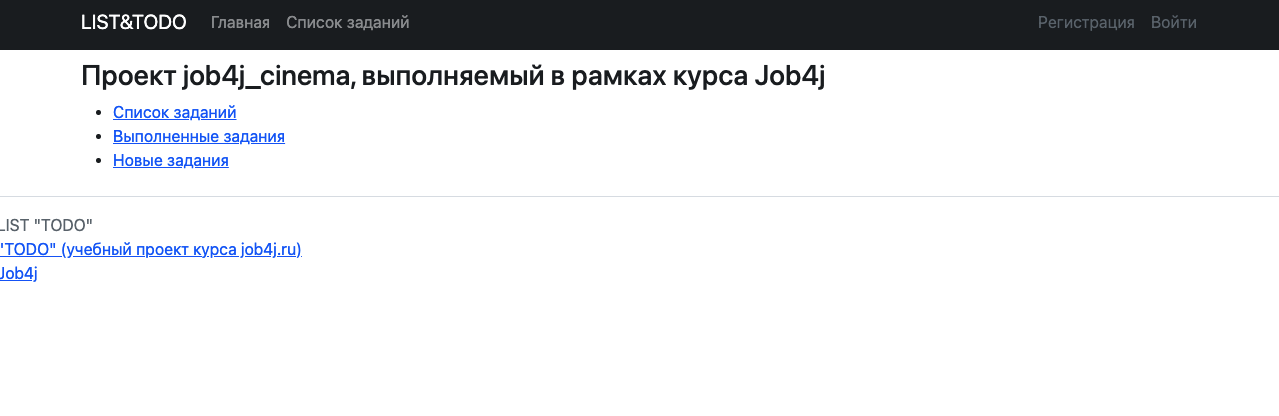 LIST&TODO Главная Список заданий Регистрация Войти
Проект job4j_cinema, выполняемый в рамках курса Job4j
Список заданий
Выполненные задания
Новые задания
LIST "TODO"
"TODO" (учебный проект курса job4j.ru)
Job4j